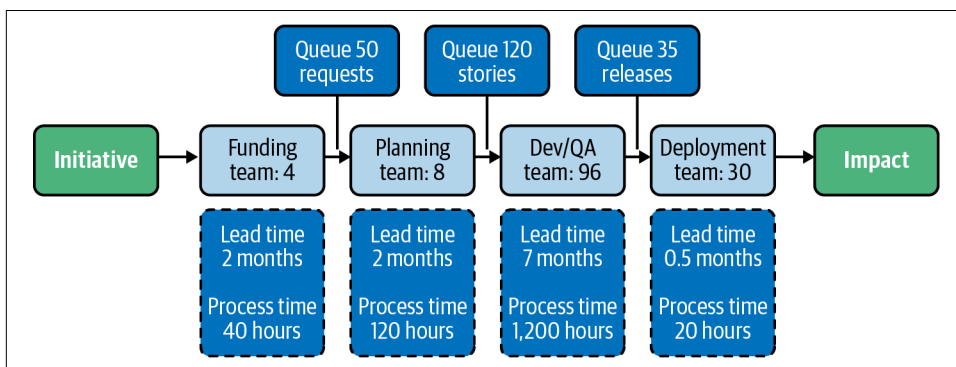 Queue 50
requests
Queue 120
stories
Queue 35
releases
Initiative
Funding
team: 4
Planning
team: 8
Dev/QA
team: 96
Deployment
team: 30
Impact
Lead time
2 months
Process time
40 hours
Lead time
2 months
Process time
120 hours
Lead time
7 months
Process time
1,200 hours
Lead time
0.5 months
Process time
20 hours